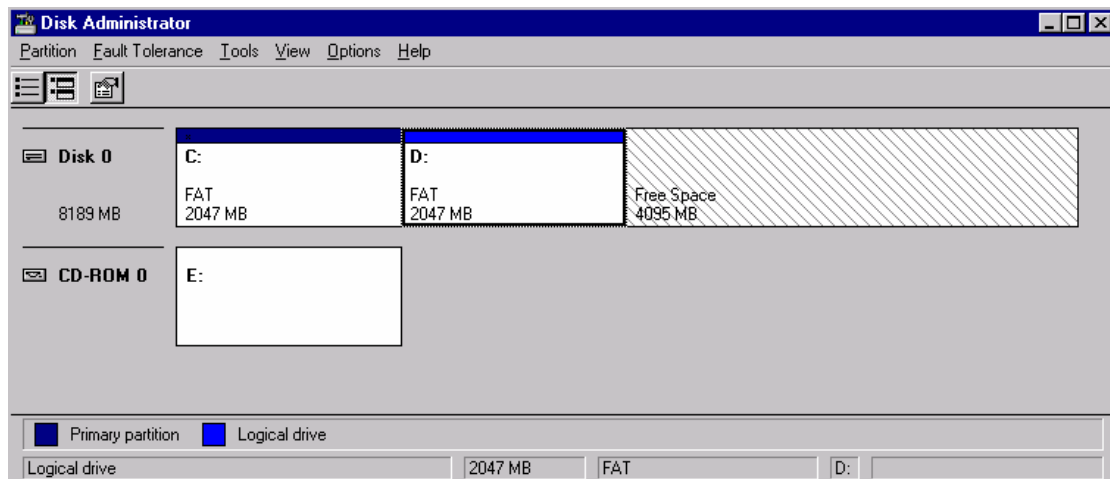 Disk Administrator
Partition Fault Tolerance Tools View Options Help
Disk 0
8189 MB
C:
FAT
2047 MB
D:
FAT
2047 MB
Free Space
4095 MB
CD-ROM 0
E:
Primary partition Logical drive
Logical drive 2047 MB FAT D: